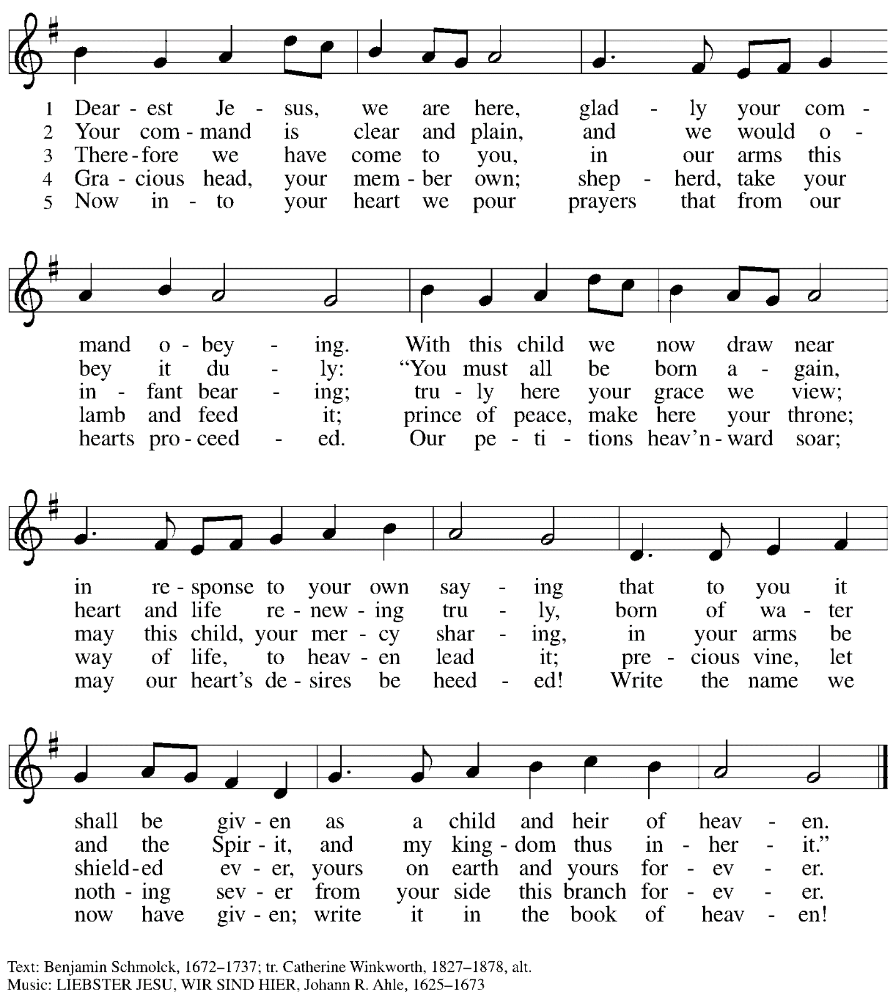 1 Dear - est Je - sus, we are here, glad - ly your com -
2 Your com - mand is clear and plain, and we would o -
3 There - fore we have come to you, in our arms this
4 Gra - cious head, your mem - ber own; shep - herd, take your
5 Now in - to your heart we pour prayers that from our
mand o - bey - ing. With this child we now draw near
bey it du - ly: “You must all be born a - gain,
in - fant bear - ing; tru - ly here your grace we view;
lamb and feed it; prince of peace, make here your throne;
hearts pro - ceed - ed. Our pe - ti - tions heav’n - ward soar;
in re - sponse to your own say - ing that to you it
heart and life re - new - ing tru - ly, born of wa - ter
may this child, your mer - cy shar - ing, in your arms be
way of life, to heav - en lead it; pre - cious vine, let
may our heart’s de - sires be heed - ed! Write the name we
shall be giv - en as a child and heir of heav - en.
and the Spir - it, and my king - dom thus in - her - it.”
shield - ed ev - er, yours on earth and yours for - ev - er.
noth - ing sev - er from your side this branch for - ev - er.
now have giv - en; write it in the book of heav - en!
Text: Benjamin Schmolck, 1672–1737; tr. Catherine Winkworth, 1827–1878, alt.
Music: LIEBSTER JESU, WIR SIND HIER, Johann R. Ahle, 1625–1673